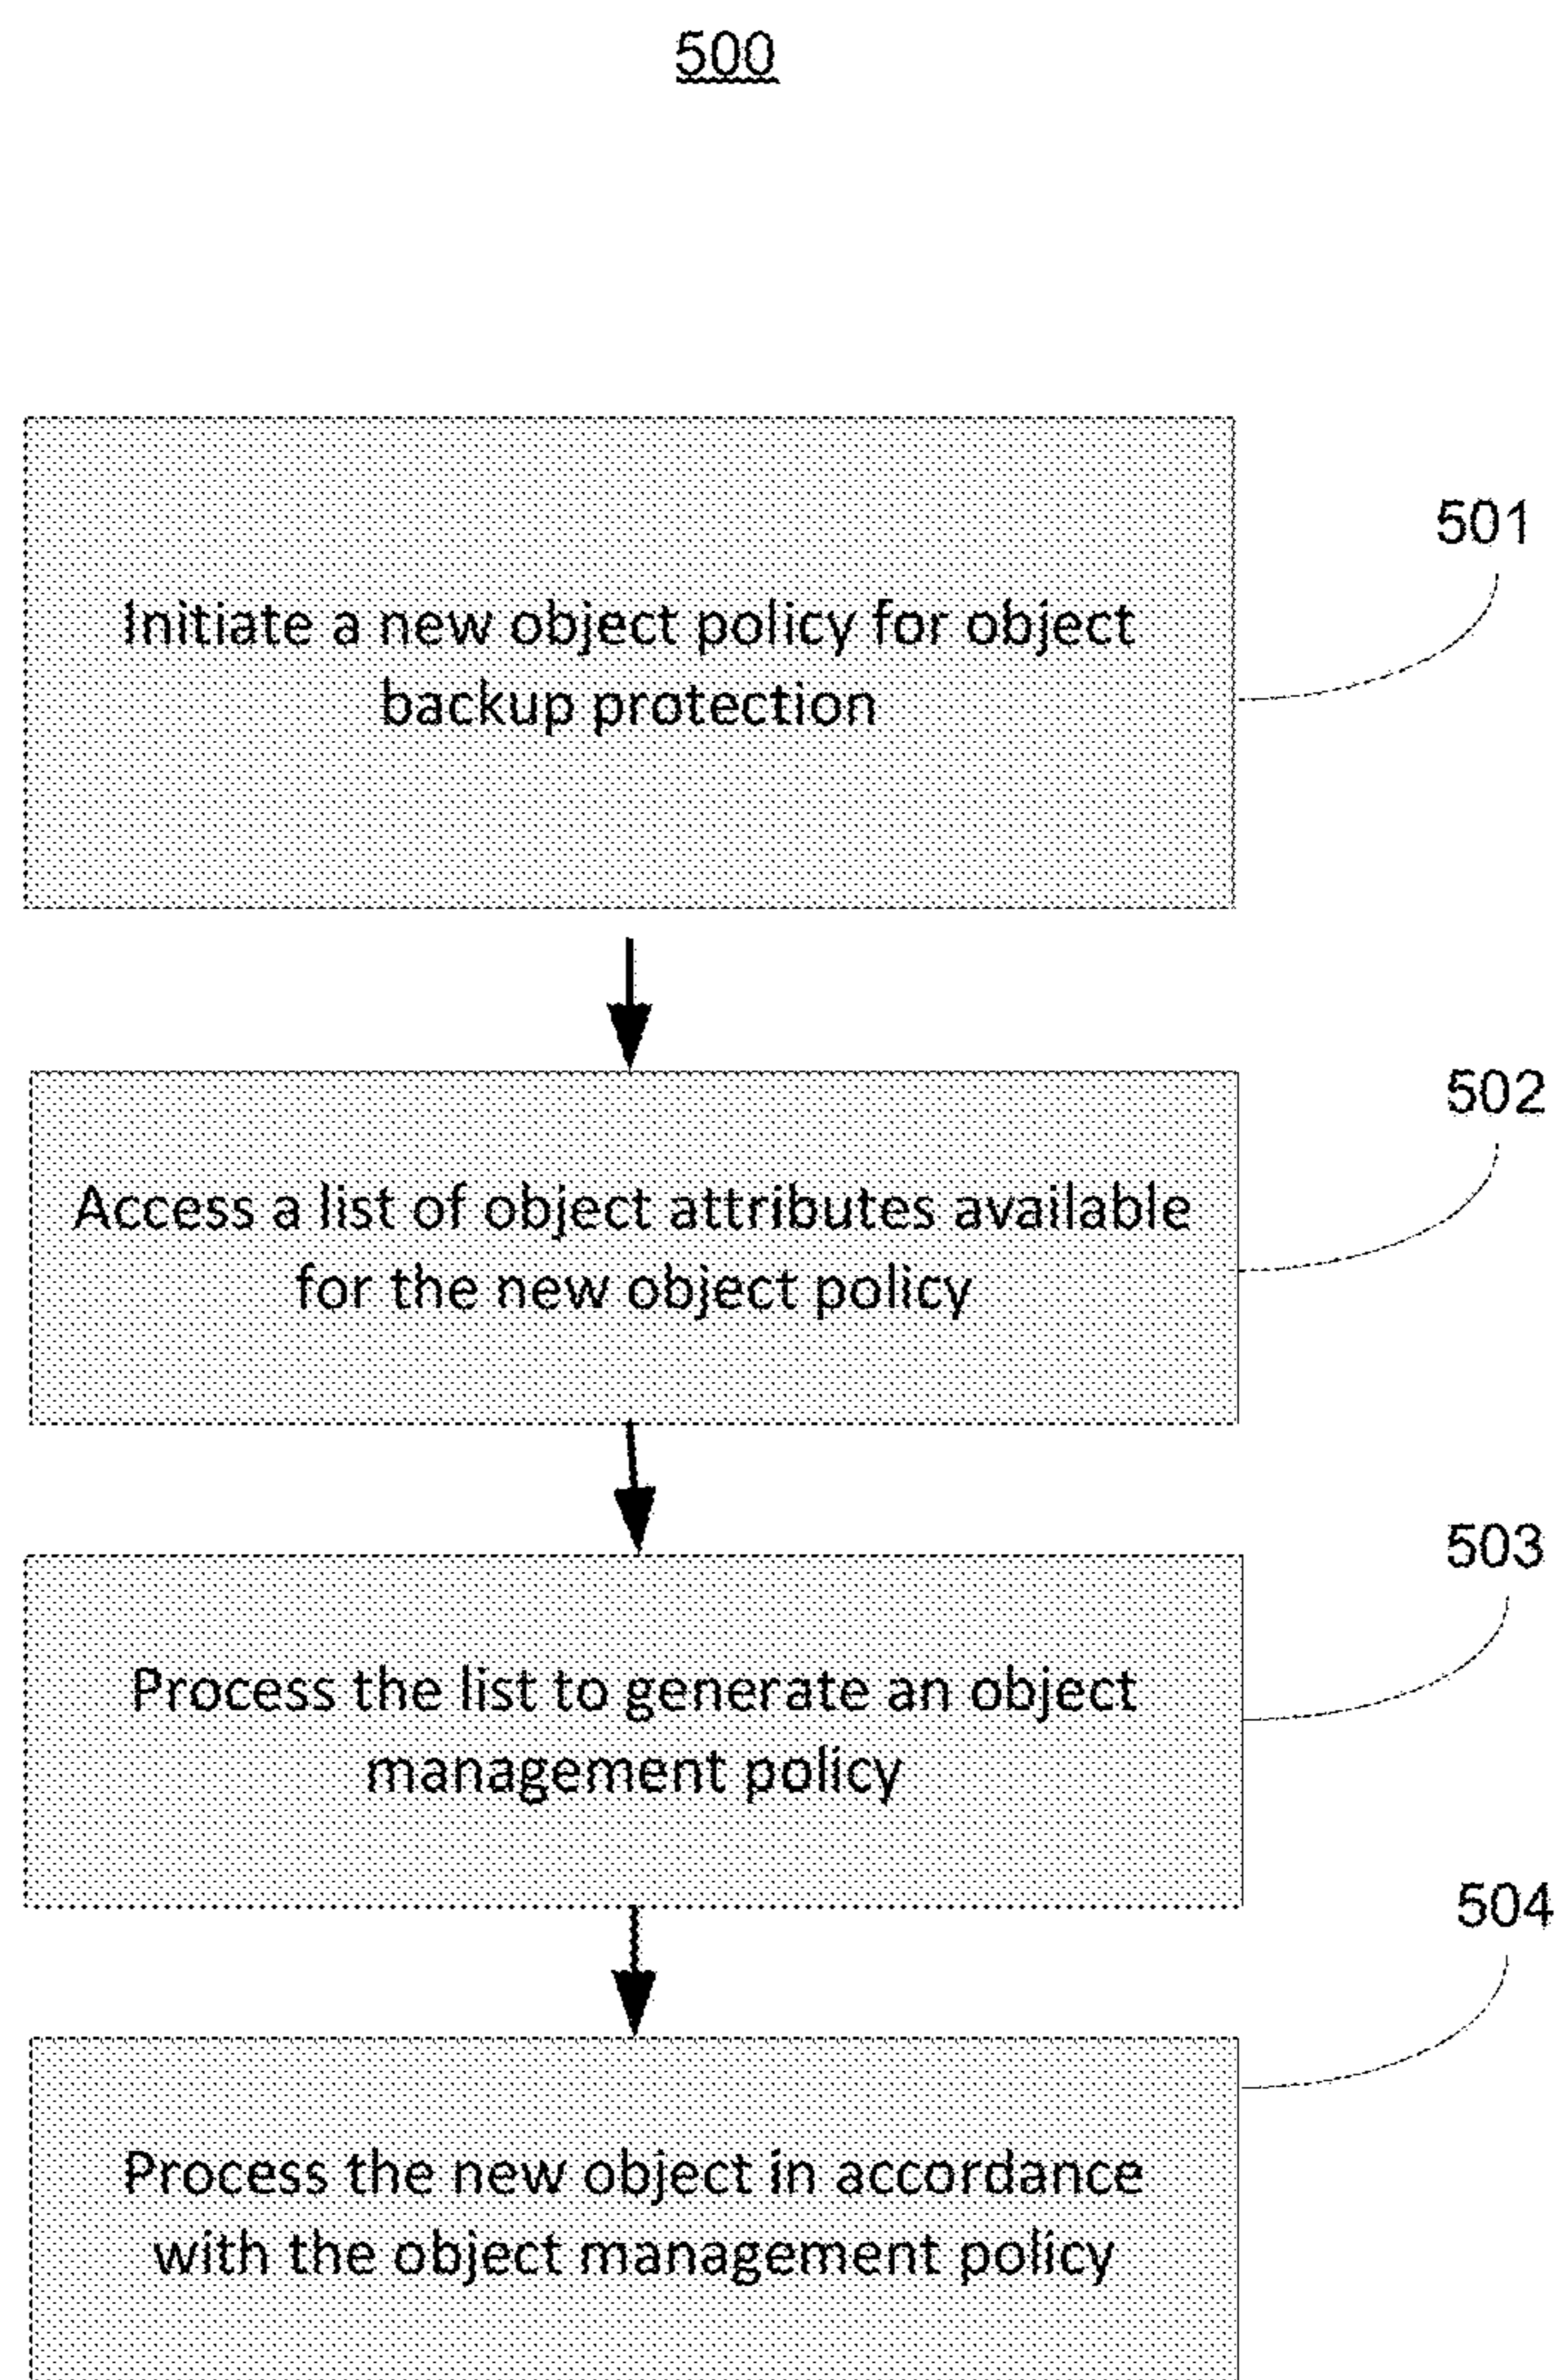 500
501
Initiate a new object policy for object
backup protection
502
Access a list of object attributes available
for the new object policy
503
Process the list to generate an object
management policy
504
Process the new object in accordance
with the object management policy